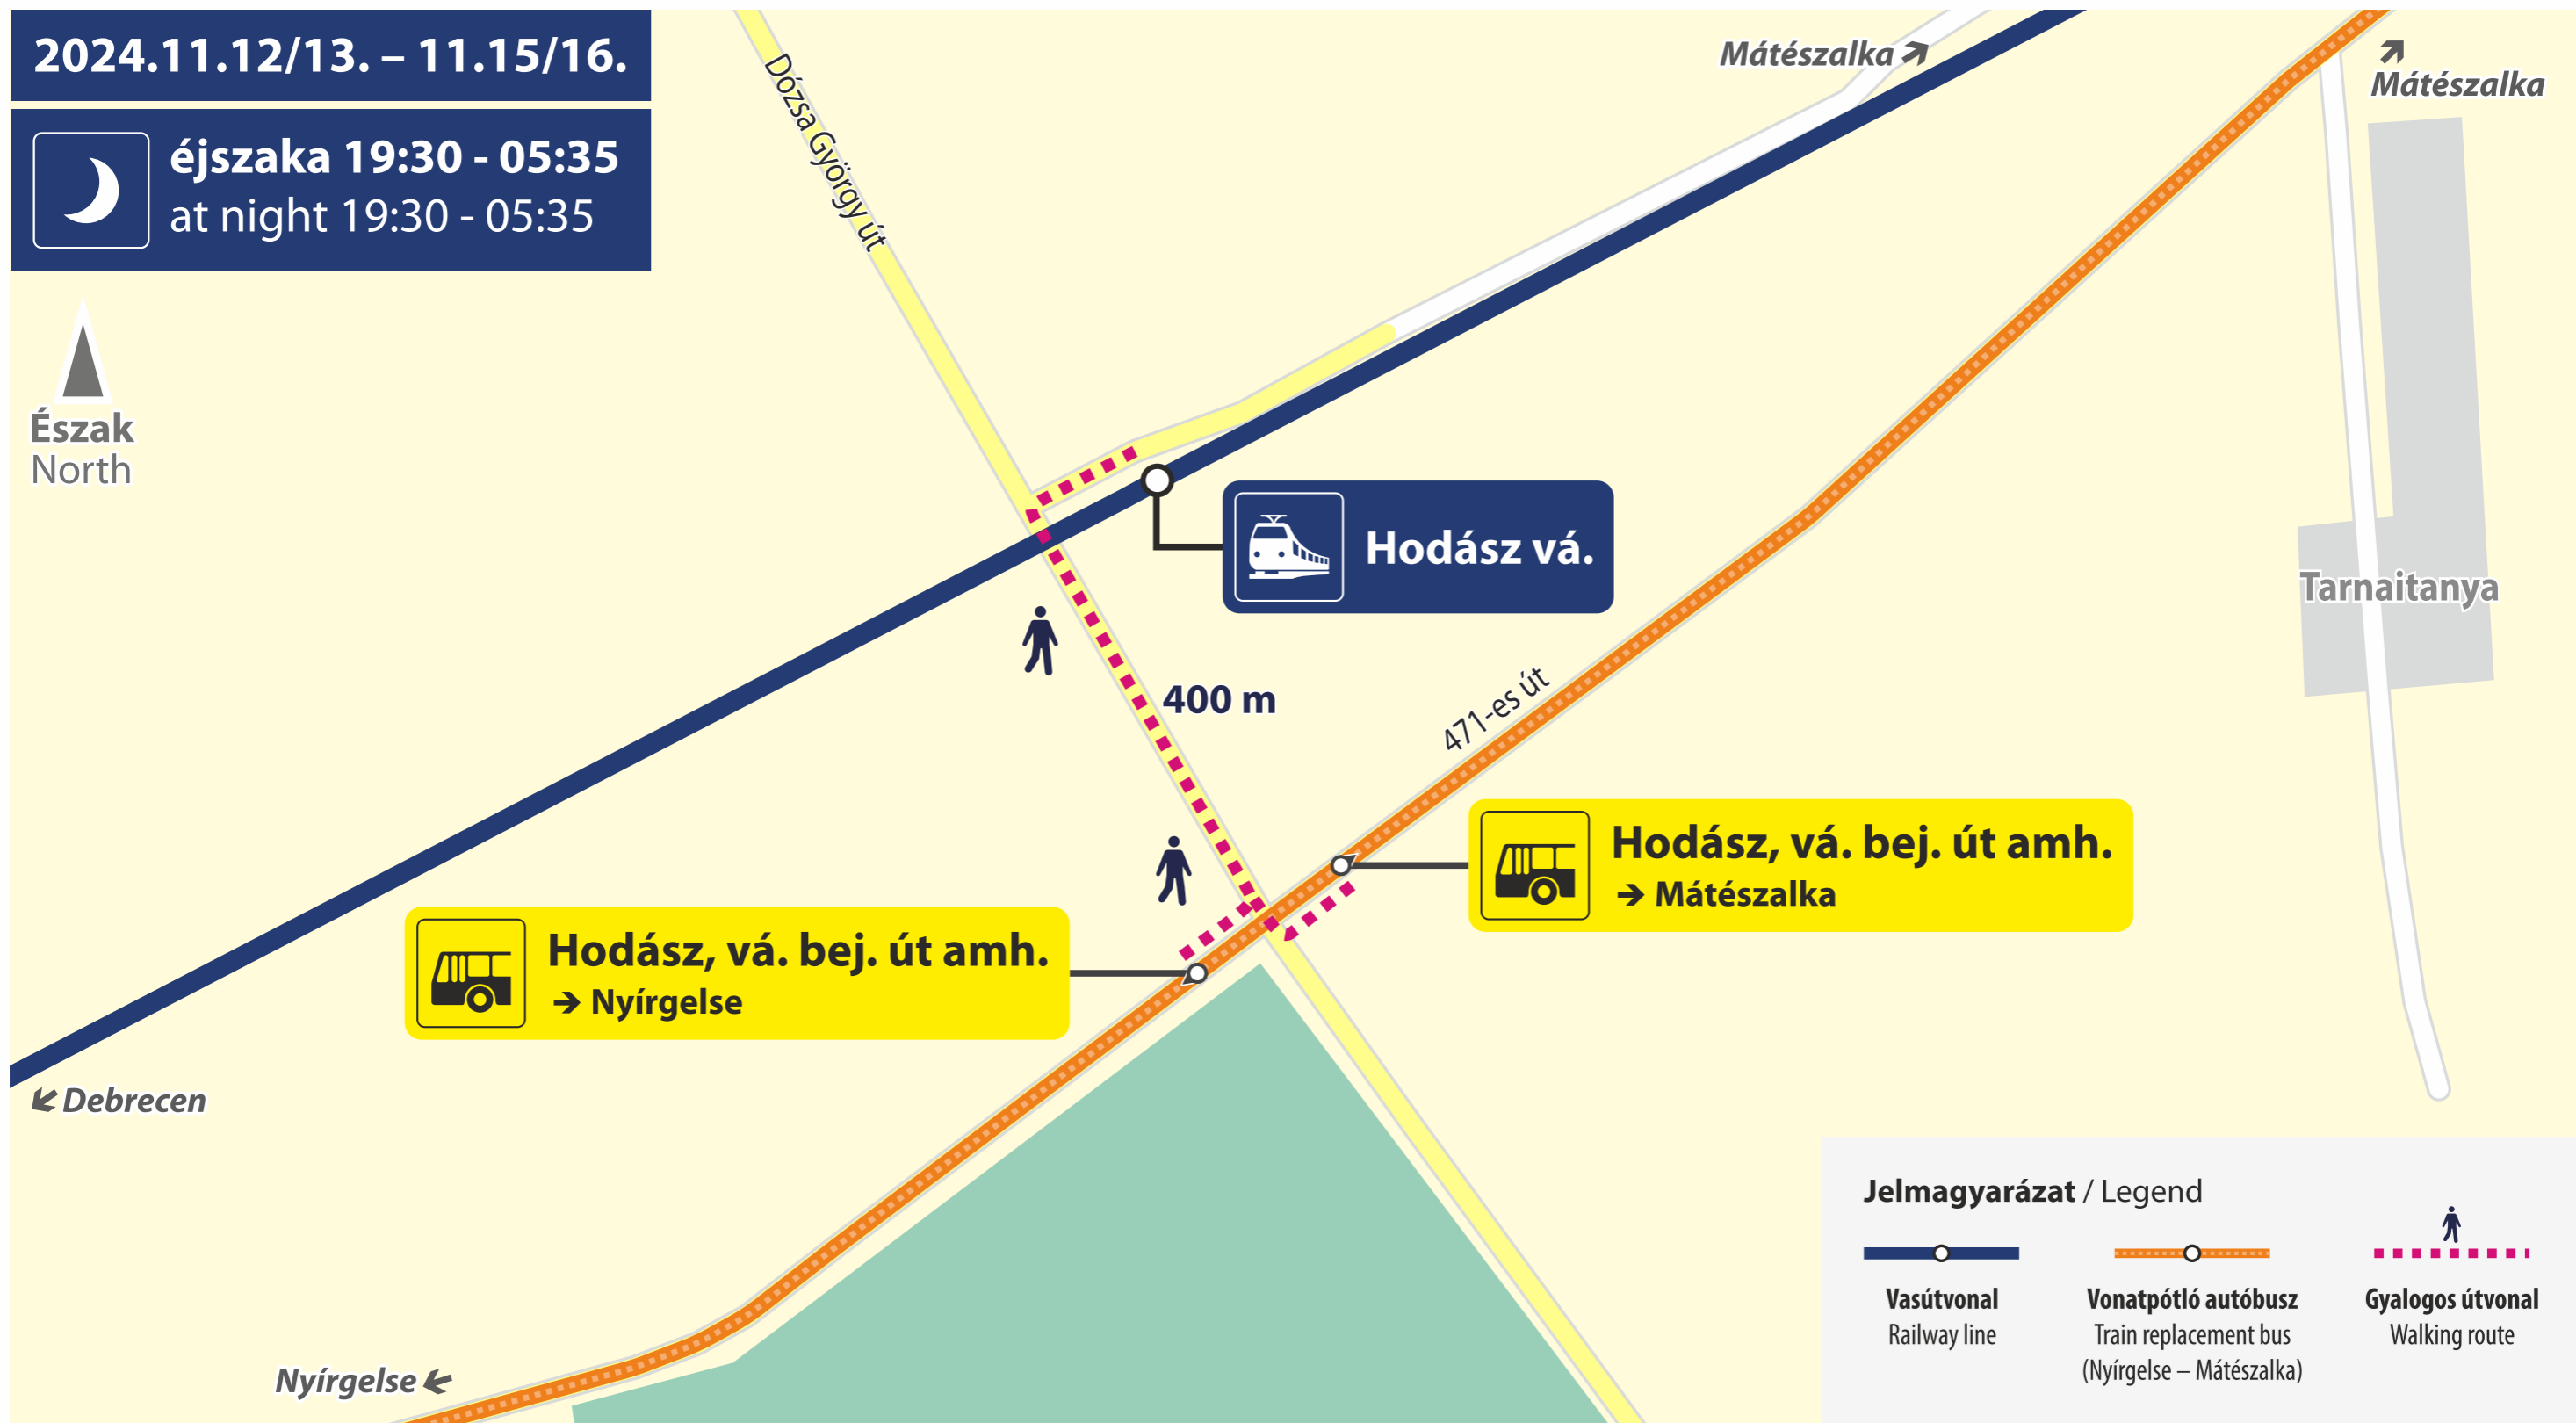 2024.11.12/13. – 11.15/16.
éjszaka 19:30 - 05:35
at night 19:30 - 05:35
Észak
North
Dózsa György út
Mátészalka
Mátészalka
Hodász vá.
Tarnaitanya
400 m
471-es út
Hodász, vá. bej. út amh.
➔ Mátészalka
Hodász, vá. bej. út amh.
➔ Nyírgelse
Debrecen
Nyírgelse
Jelmagyarázat / Legend
Vasútvonal
Railway line
Vonatpótló autóbusz
Train replacement bus
(Nyírgelse – Mátészalka)
Gyalogos útvonal
Walking route